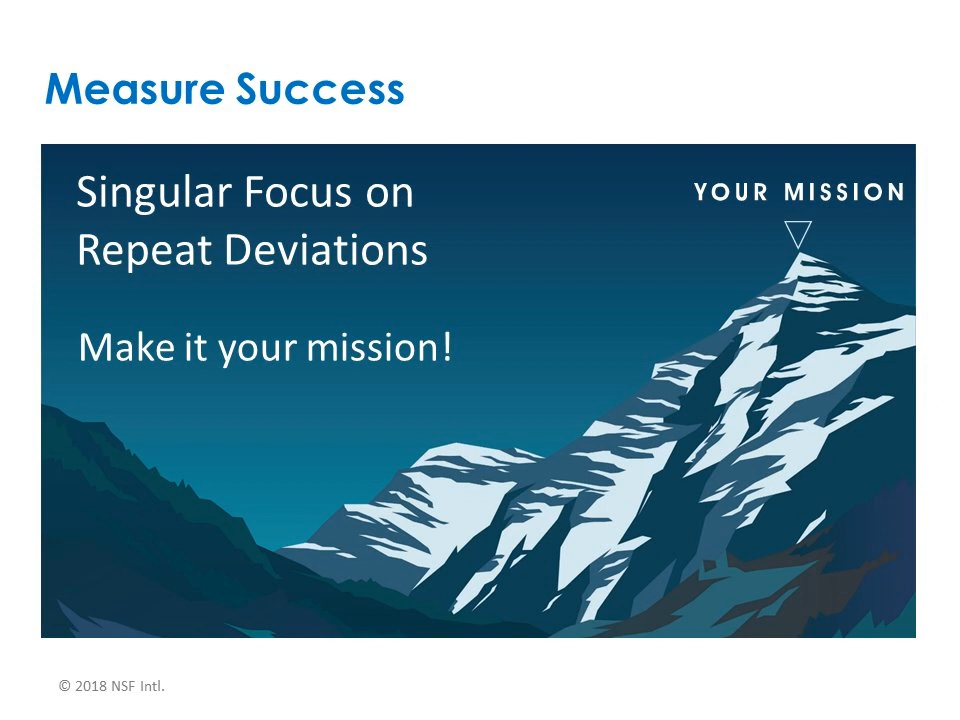 Measure Success
Singular Focus on
Repeat Deviations
YOUR MISSION
Make it your mission!
© 2018 NSF Intl.